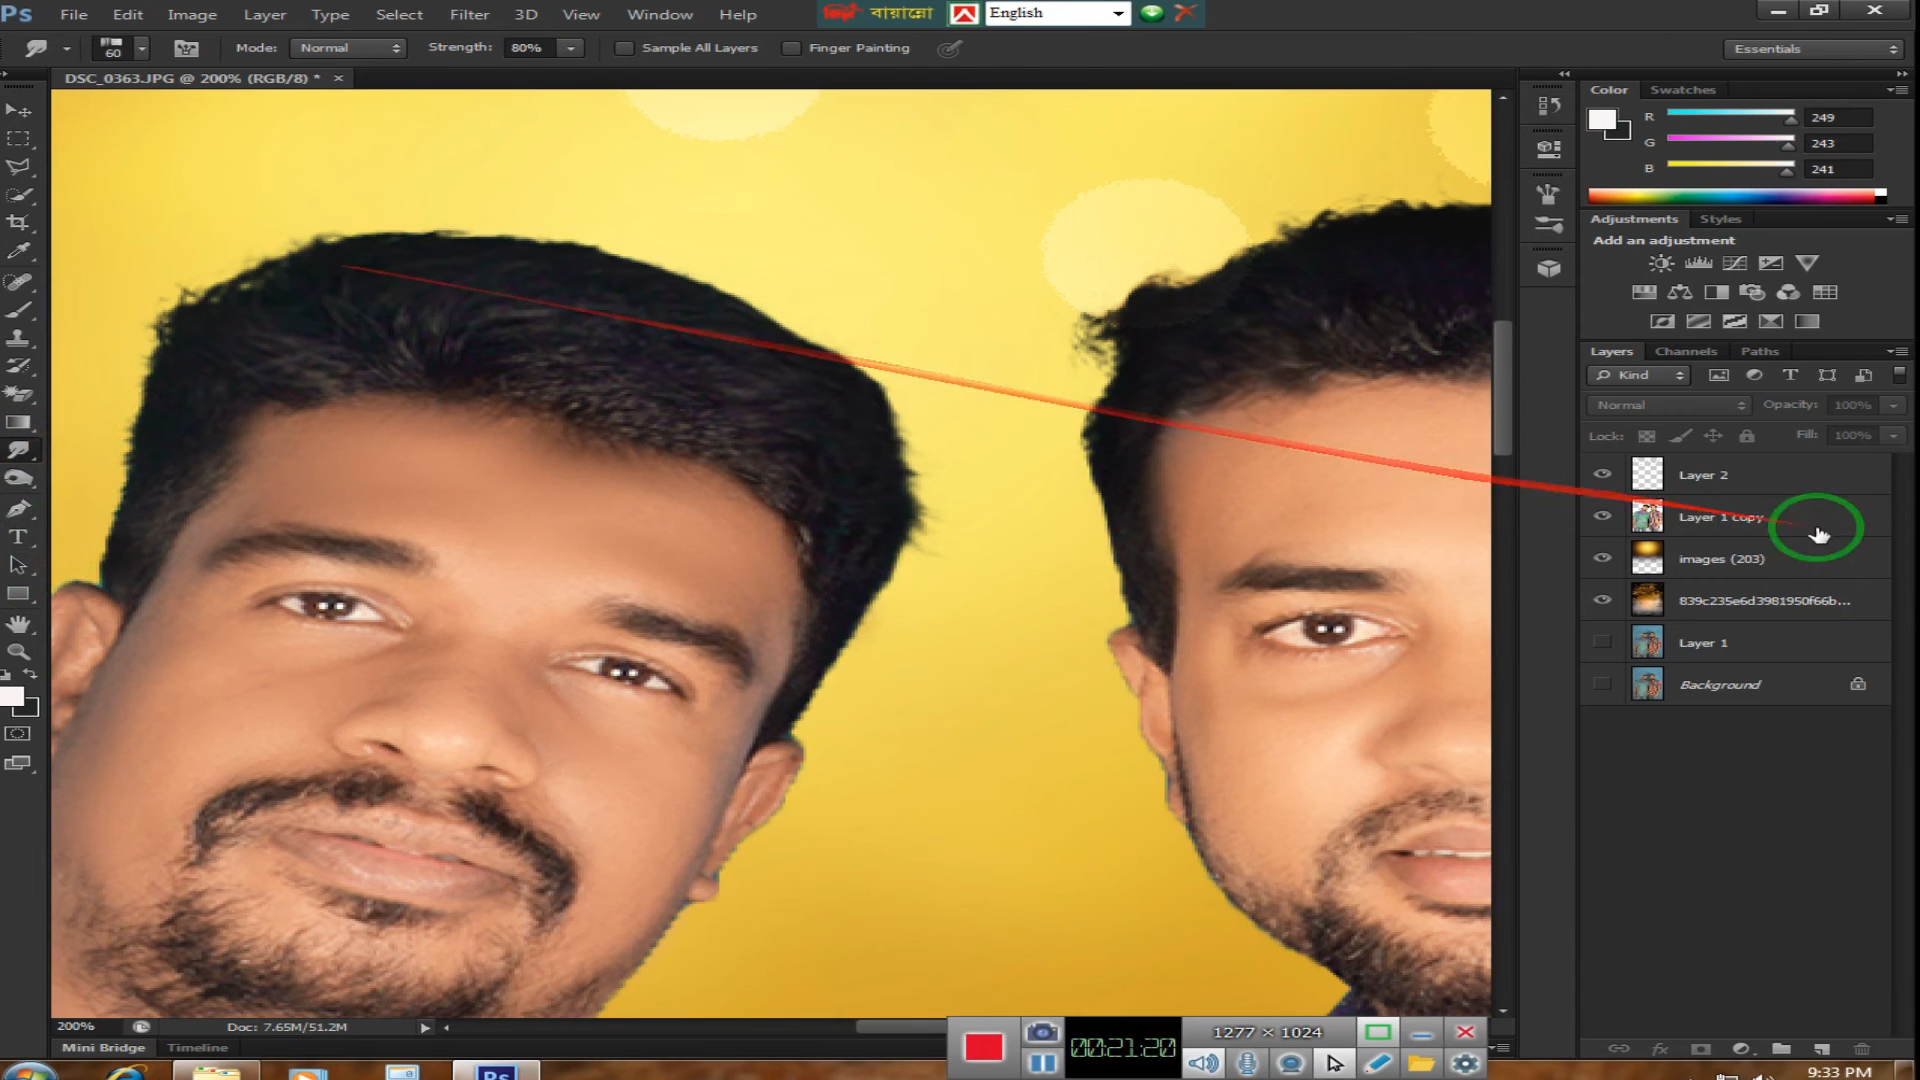 Ps File Edit Image Layer Type Select Filter 3D View Window Help বায়ান্নো English
60 Mode: Normal Strength: 80% Sample All Layers Finger Painting Essentials
DSC_0363.JPG @ 200% (RGB/8) * ×
Color Swatches
R 249
G 243
B 241
Adjustments Styles
Add an adjustment
Layers Channels Paths
Kind
Normal Opacity: 100%
Lock: Fill: 100%
Layer 2
Layer 1 copy
images (203)
839c235e6d3981950f66b...
Layer 1
Background
200% Doc: 7.65M/51.2M
Mini Bridge Timeline
00:21:20 1277 × 1024
Ps 9:33 PM